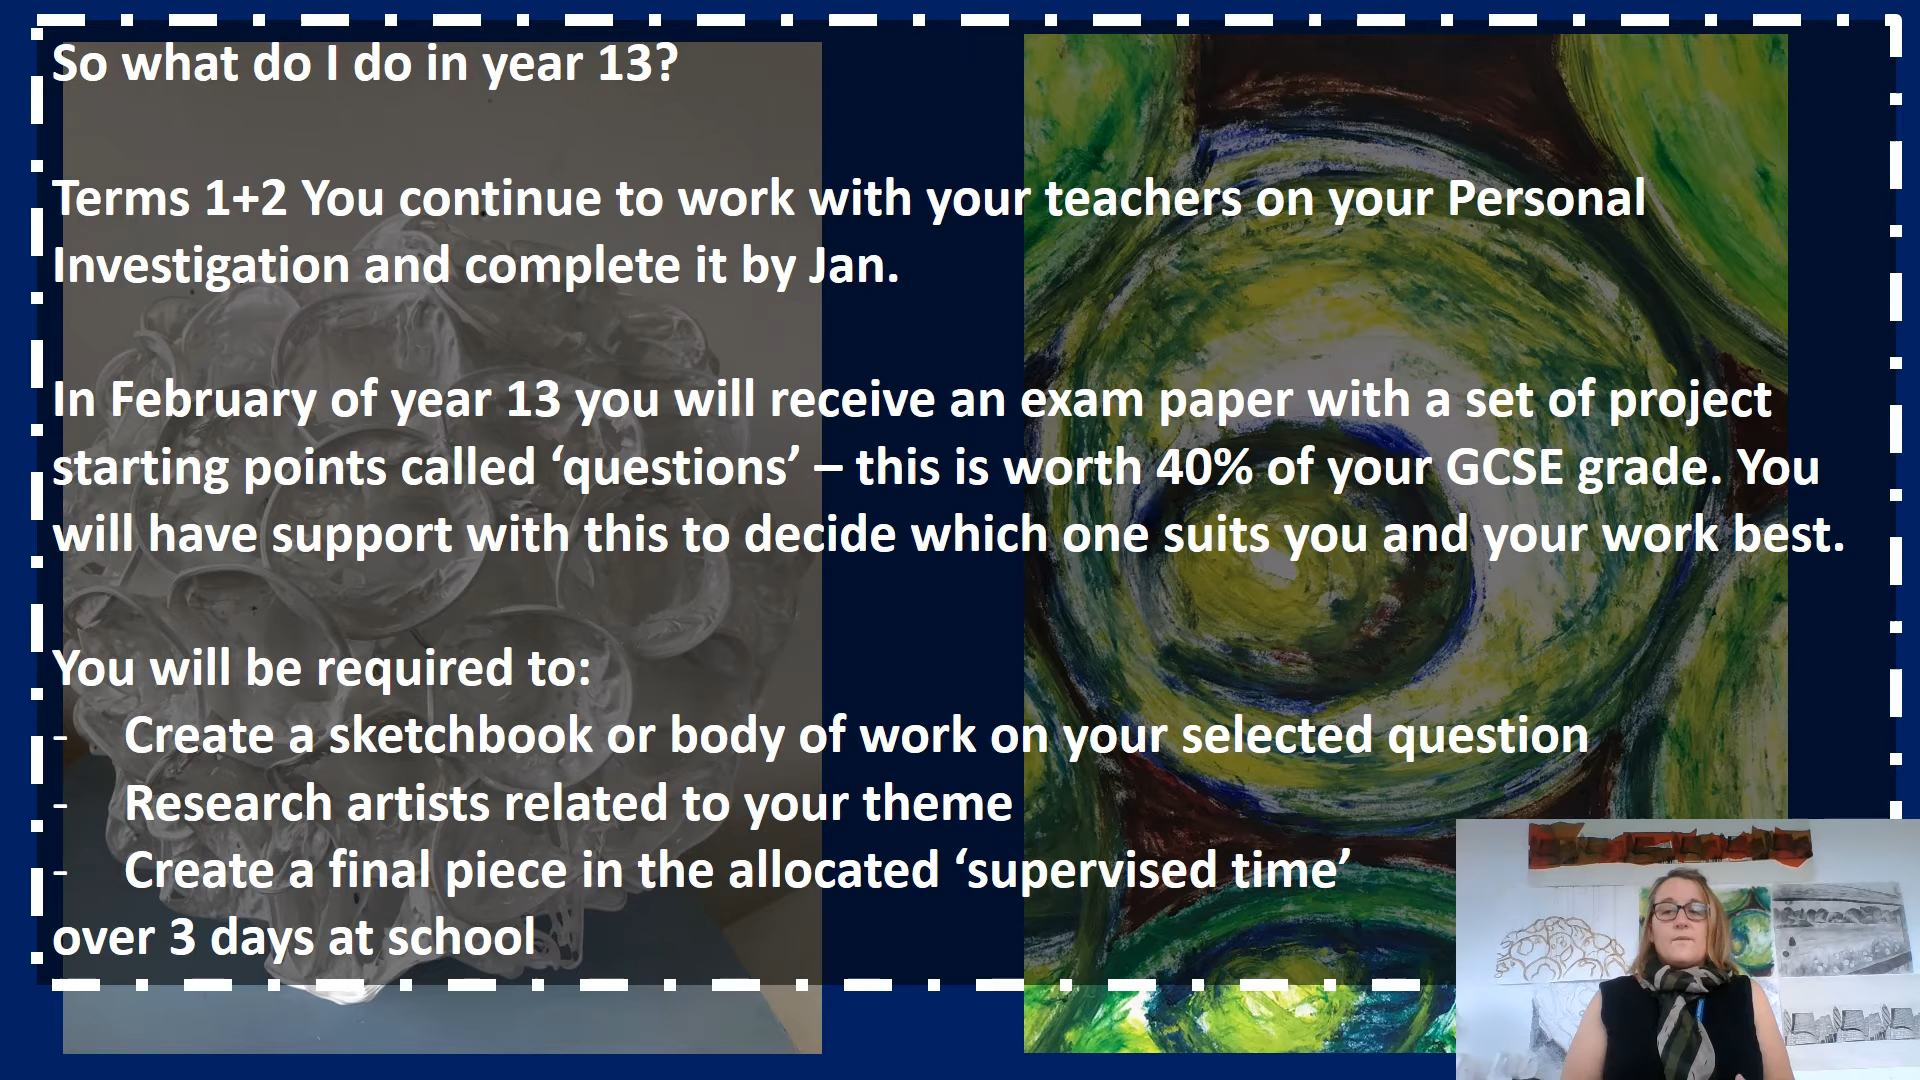 So what do I do in year 13?
Terms 1+2 You continue to work with your teachers on your Personal
Investigation and complete it by Jan.
In February of year 13 you will receive an exam paper with a set of project
starting points called ‘questions’ – this is worth 40% of your GCSE grade. You
will have support with this to decide which one suits you and your work best.
You will be required to:
- Create a sketchbook or body of work on your selected question
- Research artists related to your theme
- Create a final piece in the allocated ‘supervised time’
over 3 days at school